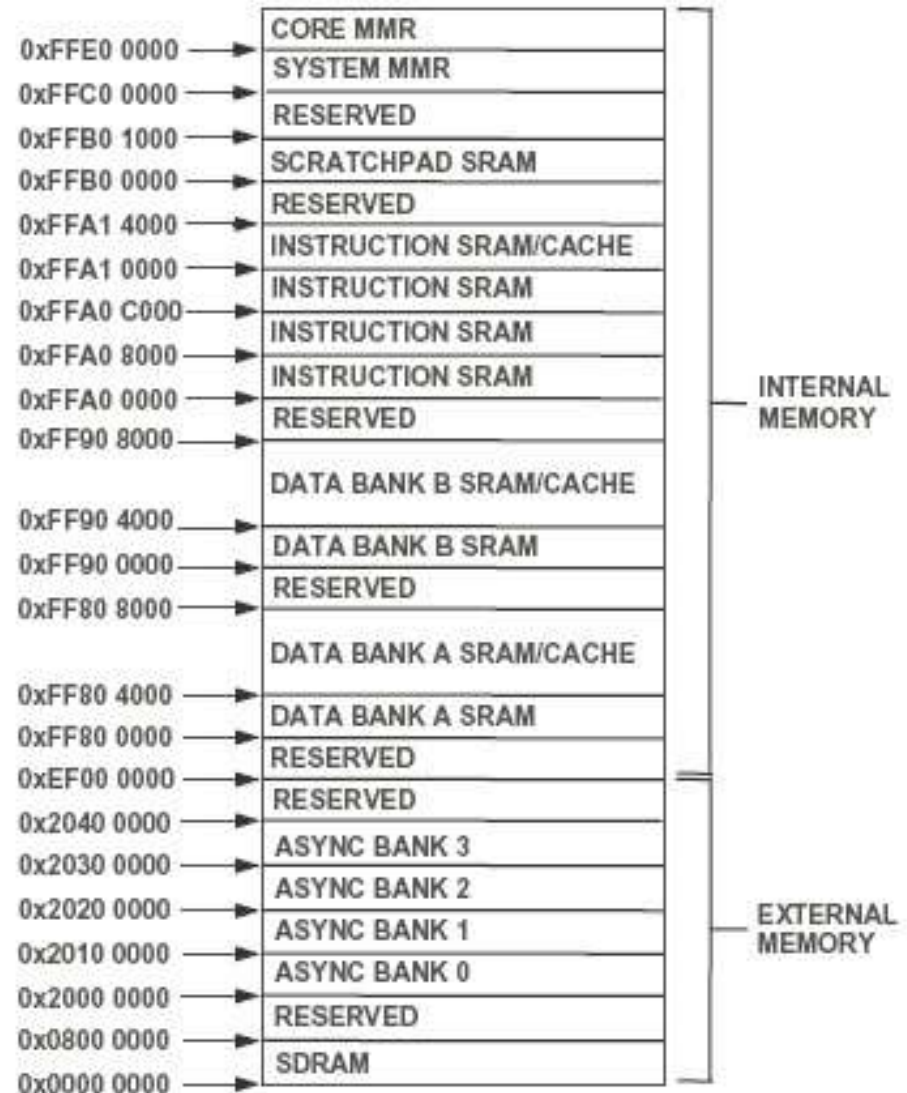 CORE MMR
0xFFE0 0000
SYSTEM MMR
0xFFC0 0000
RESERVED
0xFFB0 1000
SCRATCHPAD SRAM
0xFFB0 0000
RESERVED
0xFFA1 4000
INSTRUCTION SRAM/CACHE
0xFFA1 0000
INSTRUCTION SRAM
0xFFA0 C000
INSTRUCTION SRAM
0xFFA0 8000
INSTRUCTION SRAM
0xFFA0 0000
RESERVED
0xFF90 8000
DATA BANK B SRAM/CACHE
0xFF90 4000
DATA BANK B SRAM
0xFF90 0000
RESERVED
0xFF80 8000
DATA BANK A SRAM/CACHE
0xFF80 4000
DATA BANK A SRAM
0xFF80 0000
RESERVED
0xEF00 0000
RESERVED
0x2040 0000
ASYNC BANK 3
0x2030 0000
ASYNC BANK 2
0x2020 0000
ASYNC BANK 1
0x2010 0000
ASYNC BANK 0
0x2000 0000
RESERVED
0x0800 0000
SDRAM
0x0000 0000
INTERNAL
MEMORY
EXTERNAL
MEMORY